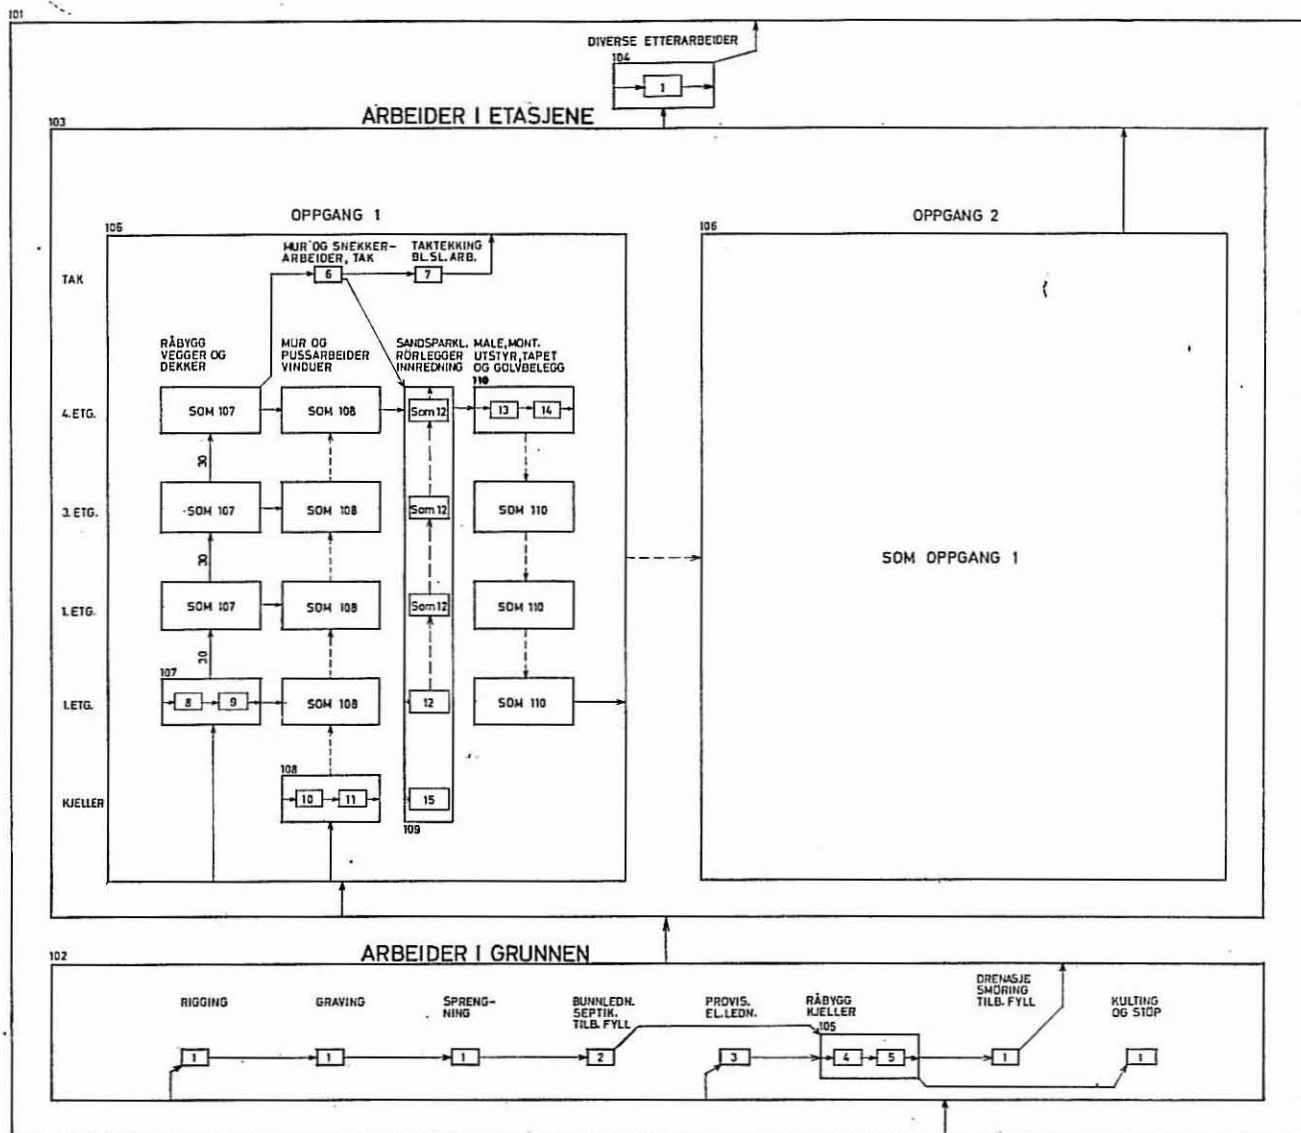 101
DIVERSE ETTERARBEIDER
104
1
ARBEIDER I ETASJENE
103
OPPGANG 1
OPPGANG 2
106
106
MUR OG SNEKKER-
ARBEIDER, TAK
TAKTEKKING
BL.SL.ARB.
TAK
6
7
RÅBYGG
VEGGER OG
DEKKER
MUR OG
PUSSARBEIDER
VINDUER
SANDSPARKL.
RÖRLEGGER
INNREDNING
MALE, MONT.
UTSTYR, TAPET
OG GOLVBELEGG
110
4. ETG.
SOM 107
SOM 108
Som 12
13
14
30
3. ETG.
SOM 107
SOM 108
Som 12
SOM 110
30
SOM OPPGANG 1
1. ETG.
SOM 107
SOM 108
Som 12
SOM 110
30
107
1. ETG.
8
9
SOM 108
12
SOM 110
108
KJELLER
10
11
15
109
ARBEIDER I GRUNNEN
102
RIGGING
GRAVING
SPRENG-
NING
BUNNLEDN.
SEPTIK.
TILB. FYLL
PROVIS.
EL.LEDN.
RÅBYGG
KJELLER
105
DRENASJE
SMÖRING
TILB. FYLL
KULTING
OG STÖP
1
1
1
2
3
4
5
1
1